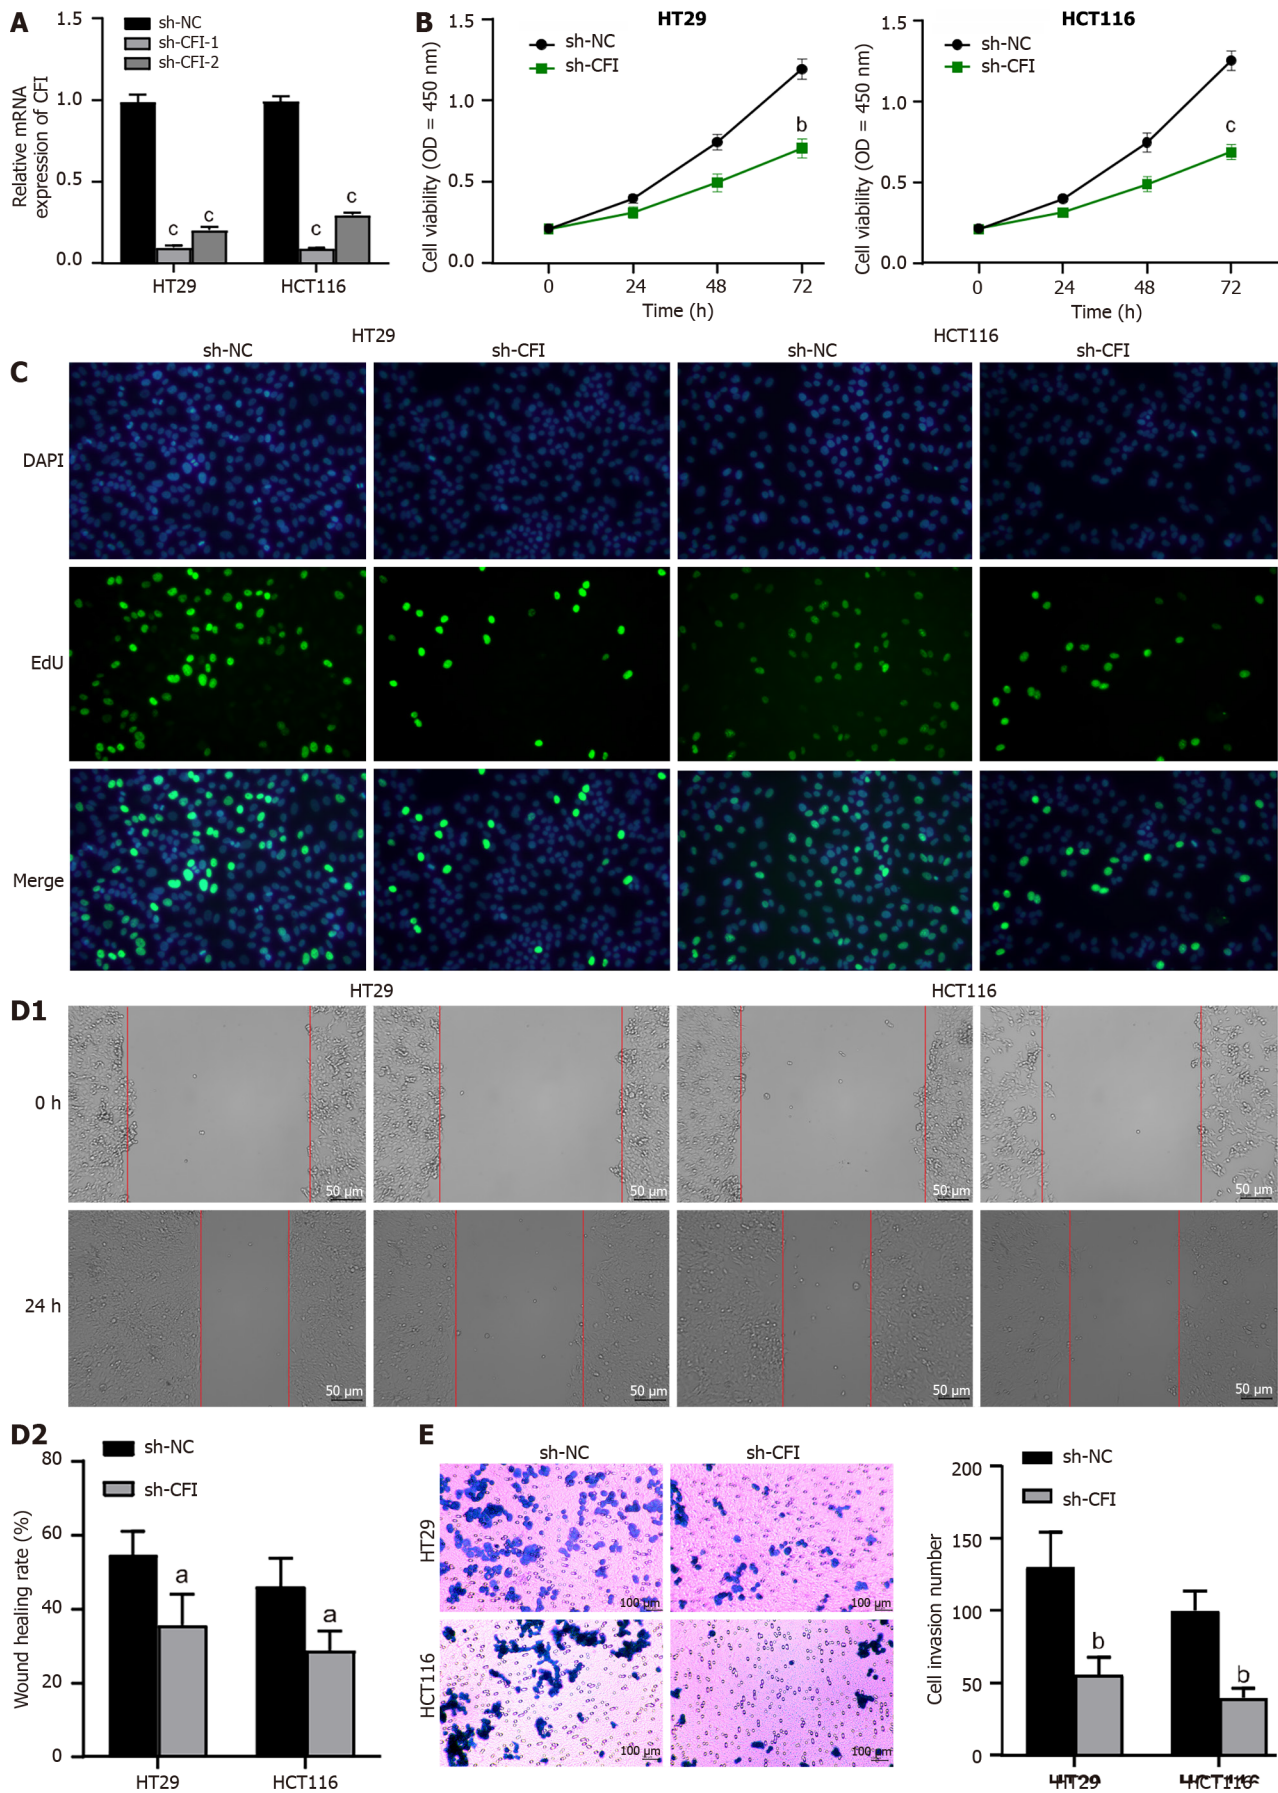 A
1.5
1.0
0.5
0.0
Relative mRNA
expression of CFI
sh-NC
sh-CFI-1
sh-CFI-2
c
c
c
c
HT29
HCT116
B
HT29
1.5
1.0
0.5
0.0
Cell viability (OD = 450 nm)
sh-NC
sh-CFI
b
0
24
48
72
Time (h)
HCT116
1.5
1.0
0.5
0.0
Cell viability (OD = 450 nm)
sh-NC
sh-CFI
c
0
24
48
72
Time (h)
C
HT29
HCT116
sh-NC
sh-CFI
sh-NC
sh-CFI
DAPI
EdU
Merge
D1
HT29
HCT116
0 h
50 μm
50 μm
50 μm
50 μm
24 h
50 μm
50 μm
50 μm
50 μm
D2
80
60
40
20
0
Wound healing rate (%)
sh-NC
sh-CFI
a
a
HT29
HCT116
E
sh-NC
sh-CFI
HT29
100 μm
100 μm
HCT116
100 μm
100 μm
200
150
100
50
0
Cell invasion number
sh-NC
sh-CFI
b
b
HT29
HCT116